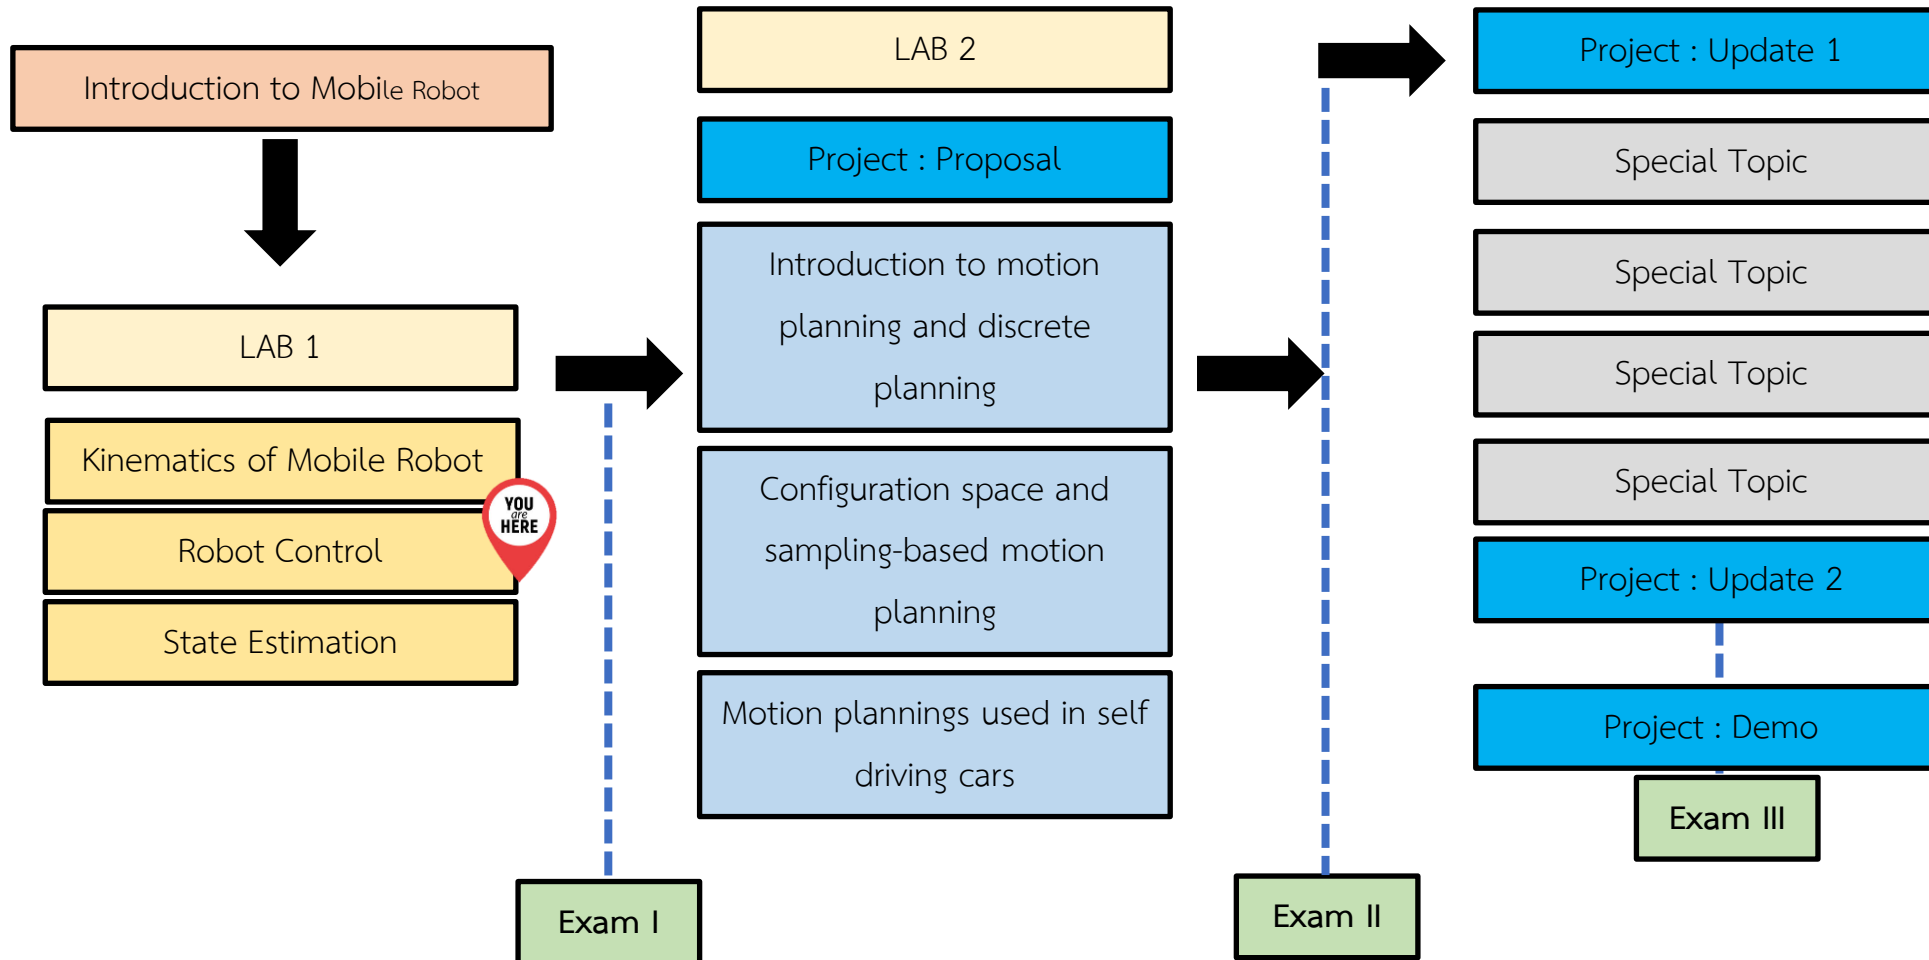 Introduction to Mobile Robot
LAB 1
Kinematics of Mobile Robot
YOU
are
HERE
Robot Control
State Estimation
Exam I
LAB 2
Project : Proposal
Introduction to motion
planning and discrete
planning
Configuration space and
sampling-based motion
planning
Motion plannings used in self
driving cars
Exam II
Project : Update 1
Special Topic
Special Topic
Special Topic
Special Topic
Project : Update 2
Project : Demo
Exam III